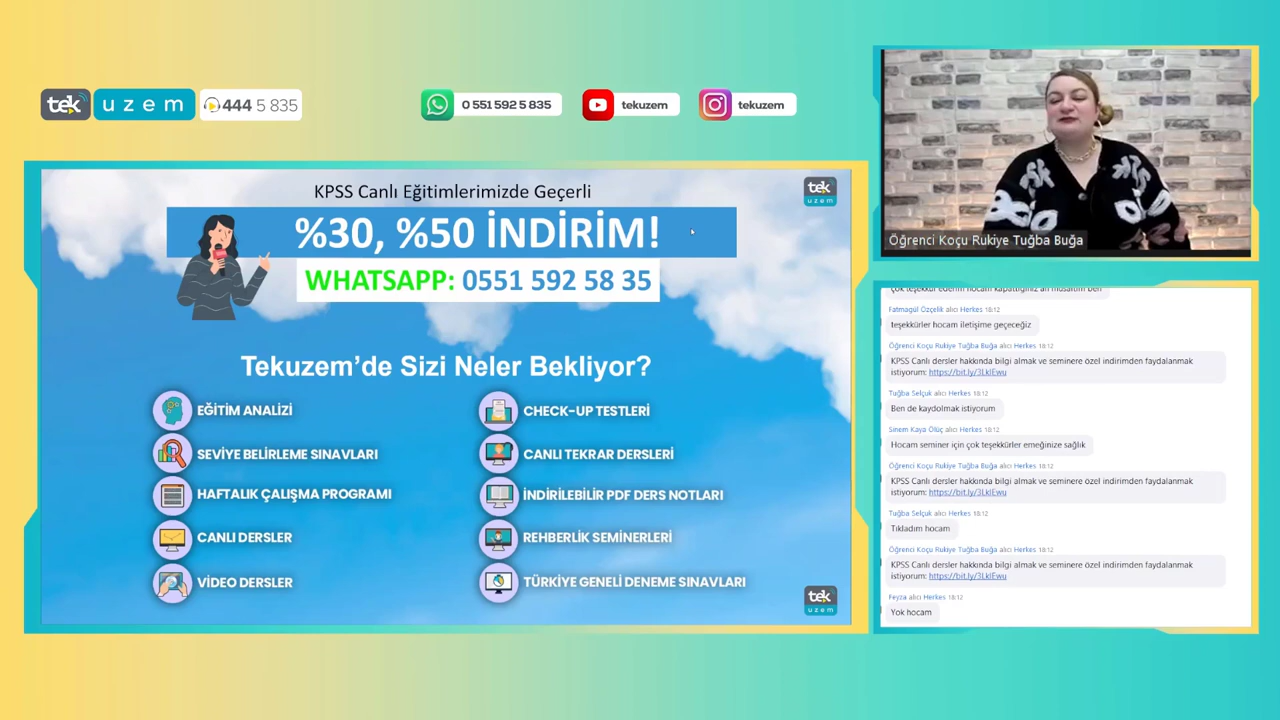 tek uzem 444 5 835
0 551 592 5 835
tekuzem
tekuzem
KPSS Canlı Eğitimlerimizde Geçerli
%30, %50 İNDİRİM!
WHATSAPP: 0551 592 58 35
tek
uzem
Tekuzem'de Sizi Neler Bekliyor?
EĞİTİM ANALİZİ
SEVİYE BELİRLEME SINAVLARI
HAFTALIK ÇALIŞMA PROGRAMI
CANLI DERSLER
VİDEO DERSLER
CHECK-UP TESTLERİ
CANLI TEKRAR DERSLERİ
İNDİRİLEBİLİR PDF DERS NOTLARI
REHBERLİK SEMİNERLERİ
TÜRKİYE GENELİ DENEME SINAVLARI
tek
uzem
Öğrenci Koçu Rukiye Tuğba Buğa
çok teşekkür ederim hocam kapattığınız an müsaitim ben
Fatmagül Özçelik alıcı Herkes 18:12
teşekkürler hocam iletişime geçeceğiz
Öğrenci Koçu Rukiye Tuğba Buğa alıcı Herkes 18:12
KPSS Canlı dersler hakkında bilgi almak ve seminere özel indirimden faydalanmak
istiyorum: https://bit.ly/3LklEwu
Tuğba Selçuk alıcı Herkes 18:12
Ben de kaydolmak istiyorum
Sinem Kaya Ölüç alıcı Herkes 18:12
Hocam seminer için çok teşekkürler emeğinize sağlık
Öğrenci Koçu Rukiye Tuğba Buğa alıcı Herkes 18:12
KPSS Canlı dersler hakkında bilgi almak ve seminere özel indirimden faydalanmak
istiyorum: https://bit.ly/3LklEwu
Tuğba Selçuk alıcı Herkes 18:12
Tıkladım hocam
Öğrenci Koçu Rukiye Tuğba Buğa alıcı Herkes 18:12
KPSS Canlı dersler hakkında bilgi almak ve seminere özel indirimden faydalanmak
istiyorum: https://bit.ly/3LklEwu
Feyza alıcı Herkes 18:12
Yok hocam